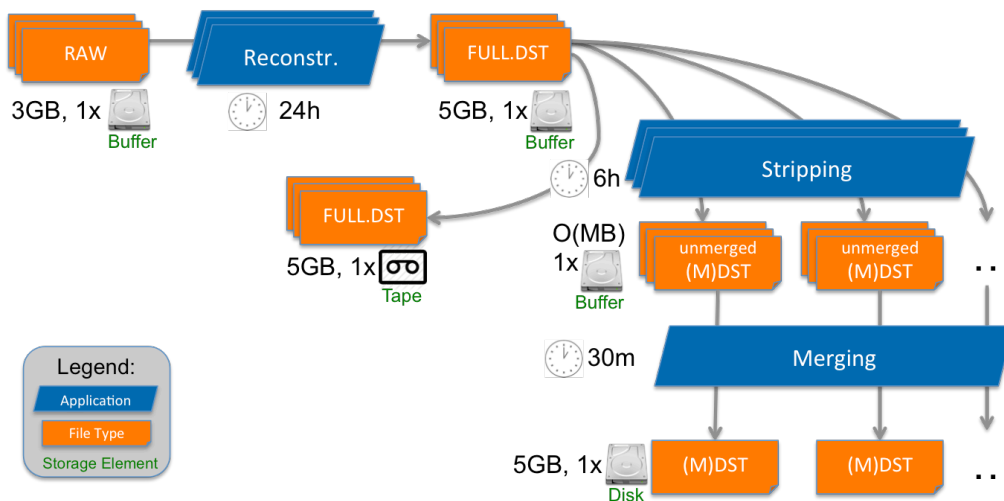 RAW
Reconstr.
FULL.DST
3GB, 1x
Buffer
24h
5GB, 1x
Buffer
6h
Stripping
FULL.DST
5GB, 1x
Tape
O(MB)
1x
Buffer
unmerged
(M)DST
unmerged
(M)DST
. .
30m
Merging
Legend:
Application
File Type
Storage Element
5GB, 1x
Disk
(M)DST
(M)DST
. .